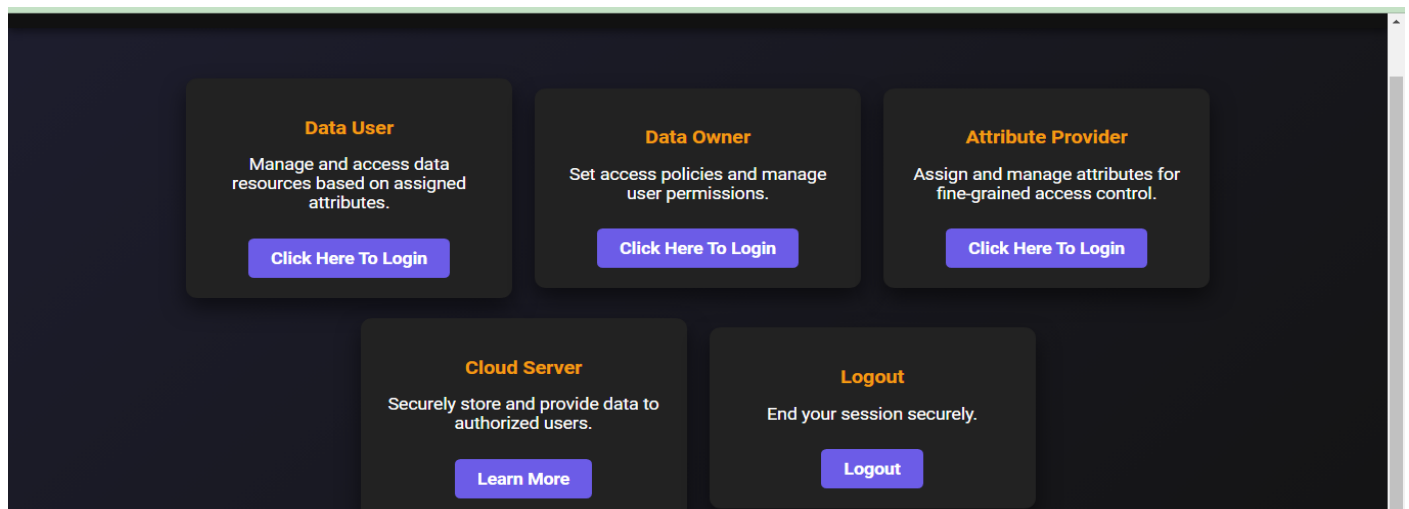 Data User
Manage and access data
resources based on assigned
attributes.
Click Here To Login
Data Owner
Set access policies and manage
user permissions.
Click Here To Login
Attribute Provider
Assign and manage attributes for
fine-grained access control.
Click Here To Login
Cloud Server
Securely store and provide data to
authorized users.
Learn More
Logout
End your session securely.
Logout